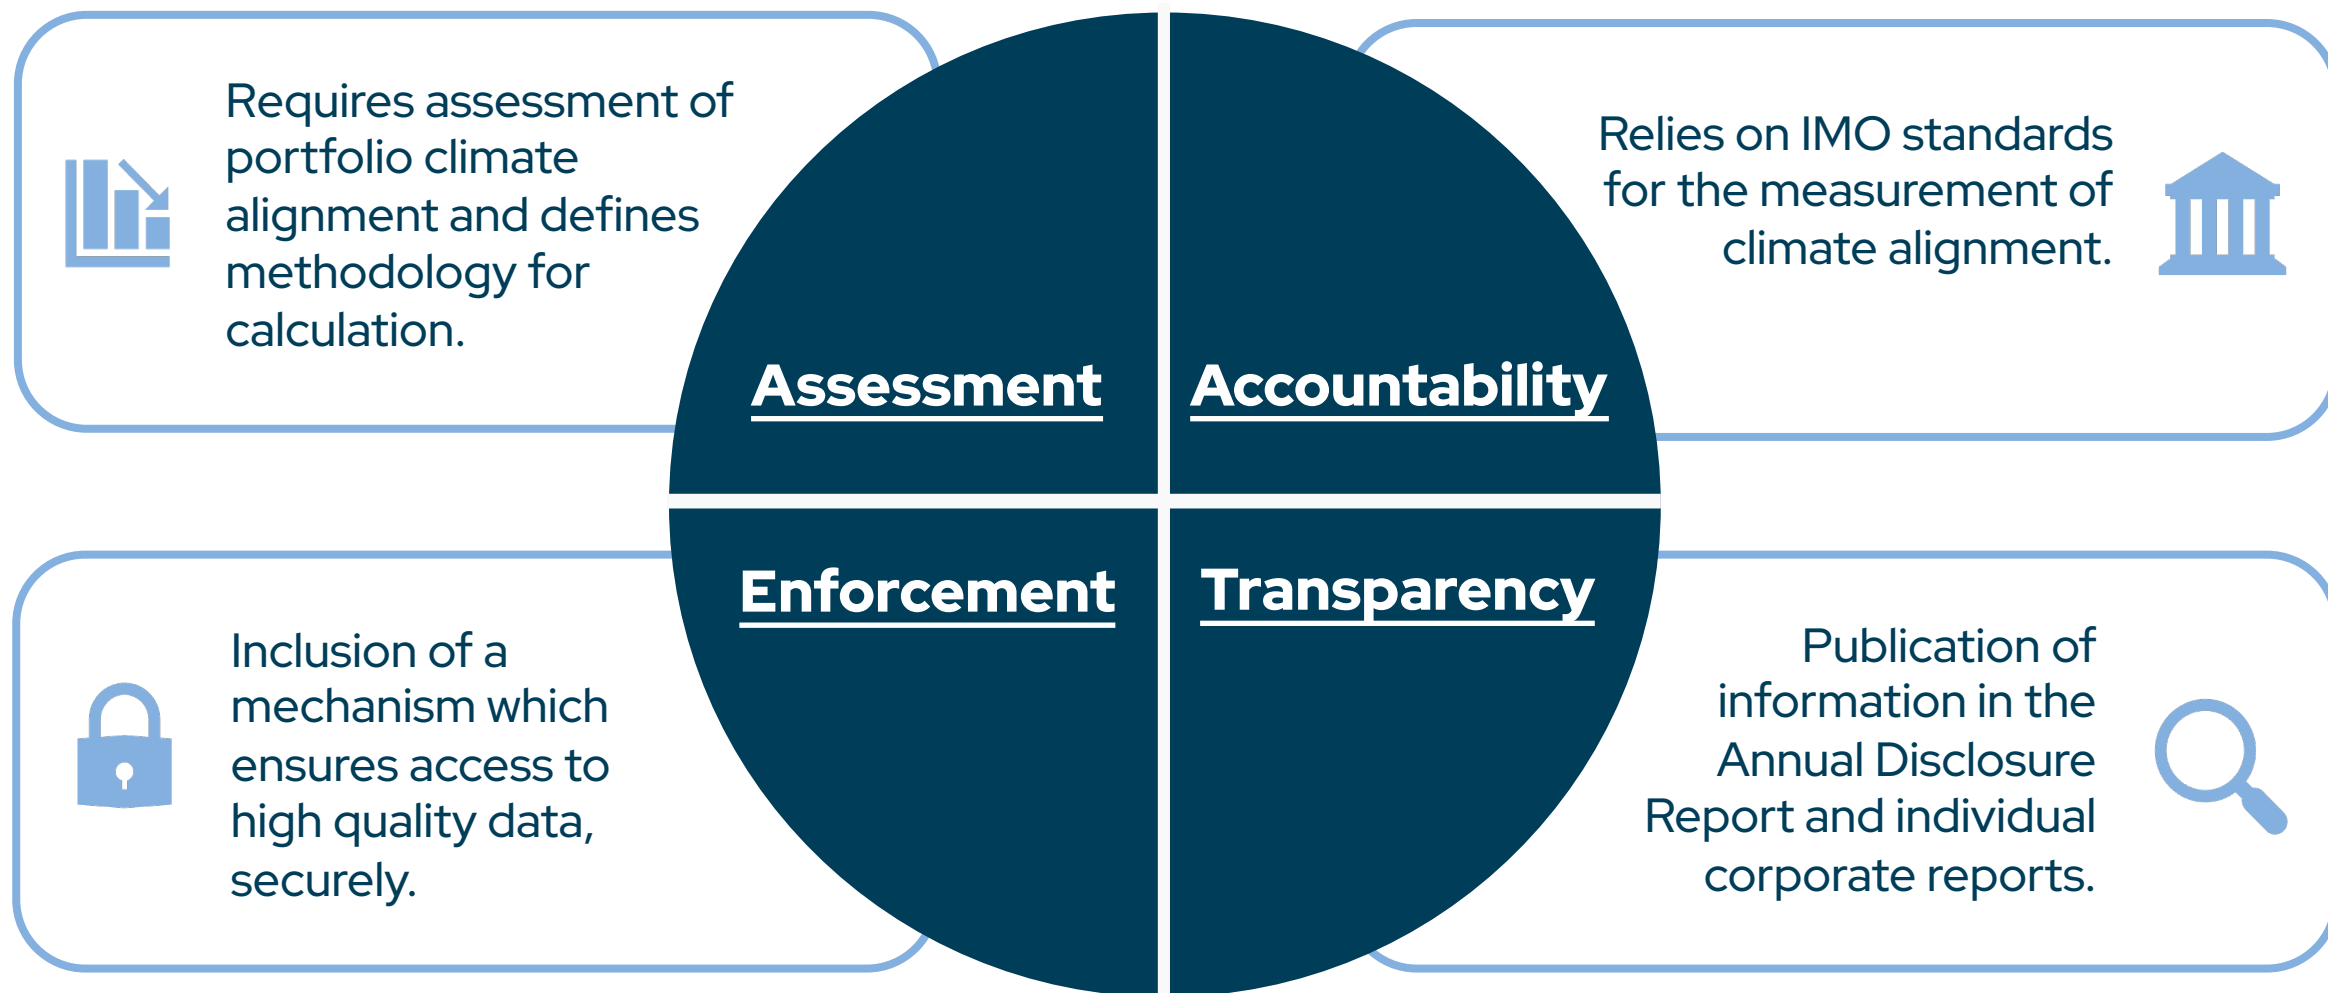 Requires assessment of
portfolio climate
alignment and defines
methodology for
calculation.
Assessment
Relies on IMO standards
for the measurement of
climate alignment.
Accountability
Inclusion of a
mechanism which
ensures access to
high quality data,
securely.
Enforcement
Transparency
Publication of
information in the
Annual Disclosure
Report and individual
corporate reports.